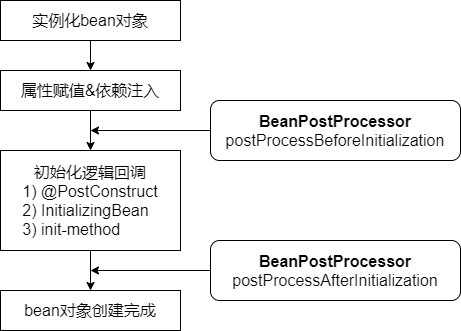 实例化bean对象
属性赋值&依赖注入
BeanPostProcessor
postProcessBeforeInitialization
初始化逻辑回调
1) @PostConstruct
2) InitializingBean
3) init-method
BeanPostProcessor
postProcessAfterInitialization
bean对象创建完成